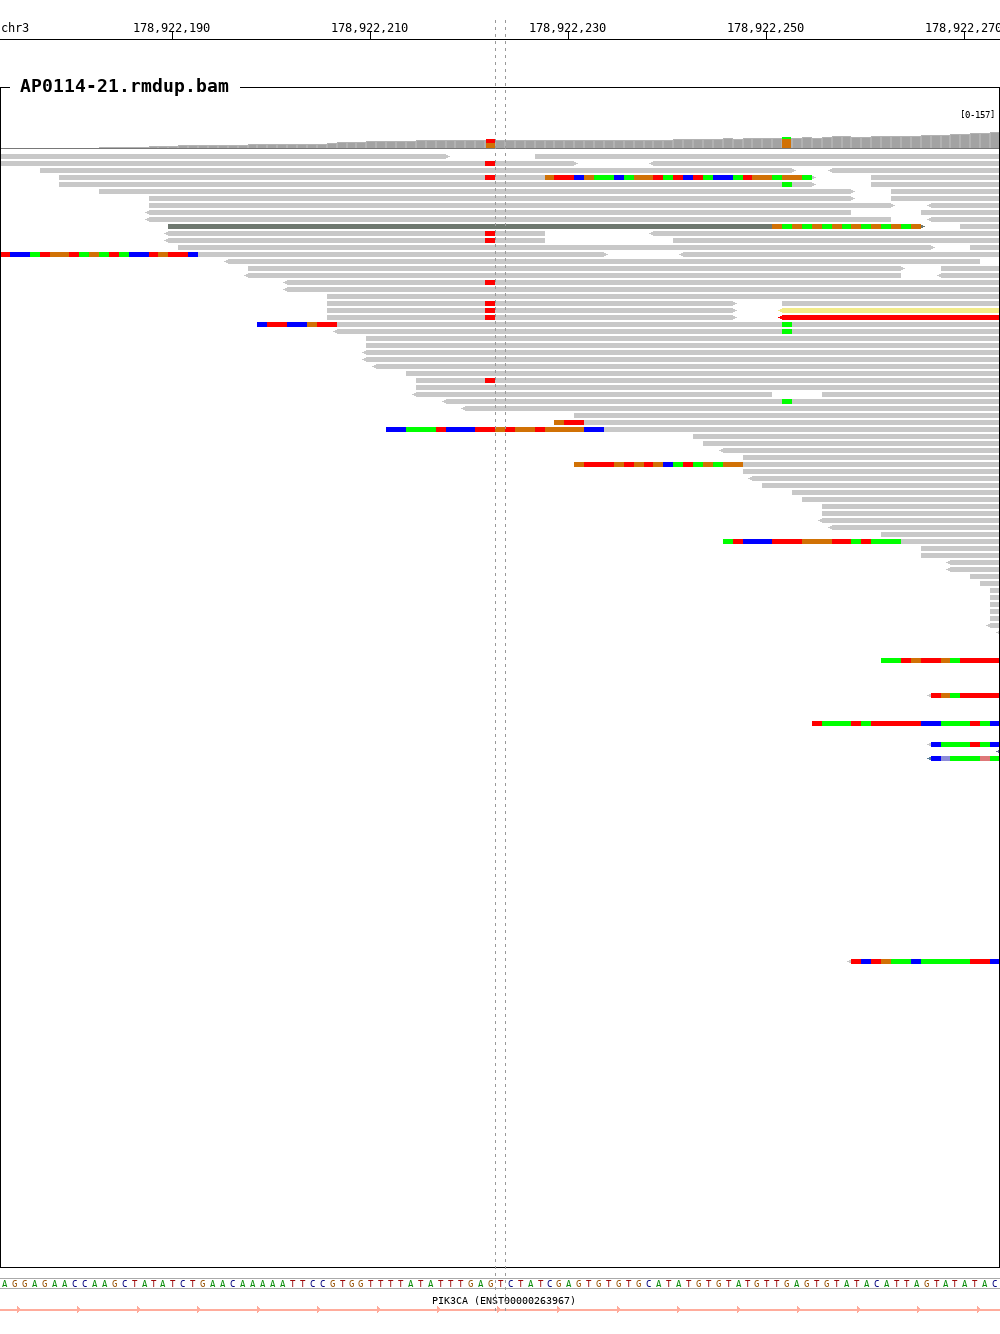 chr3 178,922,190 178,922,210 178,922,230 178,922,250 178,922,270
AP0114-21.rmdup.bam
[0-157]
AGGAGAACCAAGCTATATCTGAACAAAAATTCCGTGGTTTTATATTTGAGTCTATCGAGTGTGTGCATATGTGTATGTTGAGTGTATACATTAGTATATAC
PIK3CA (ENST00000263967)